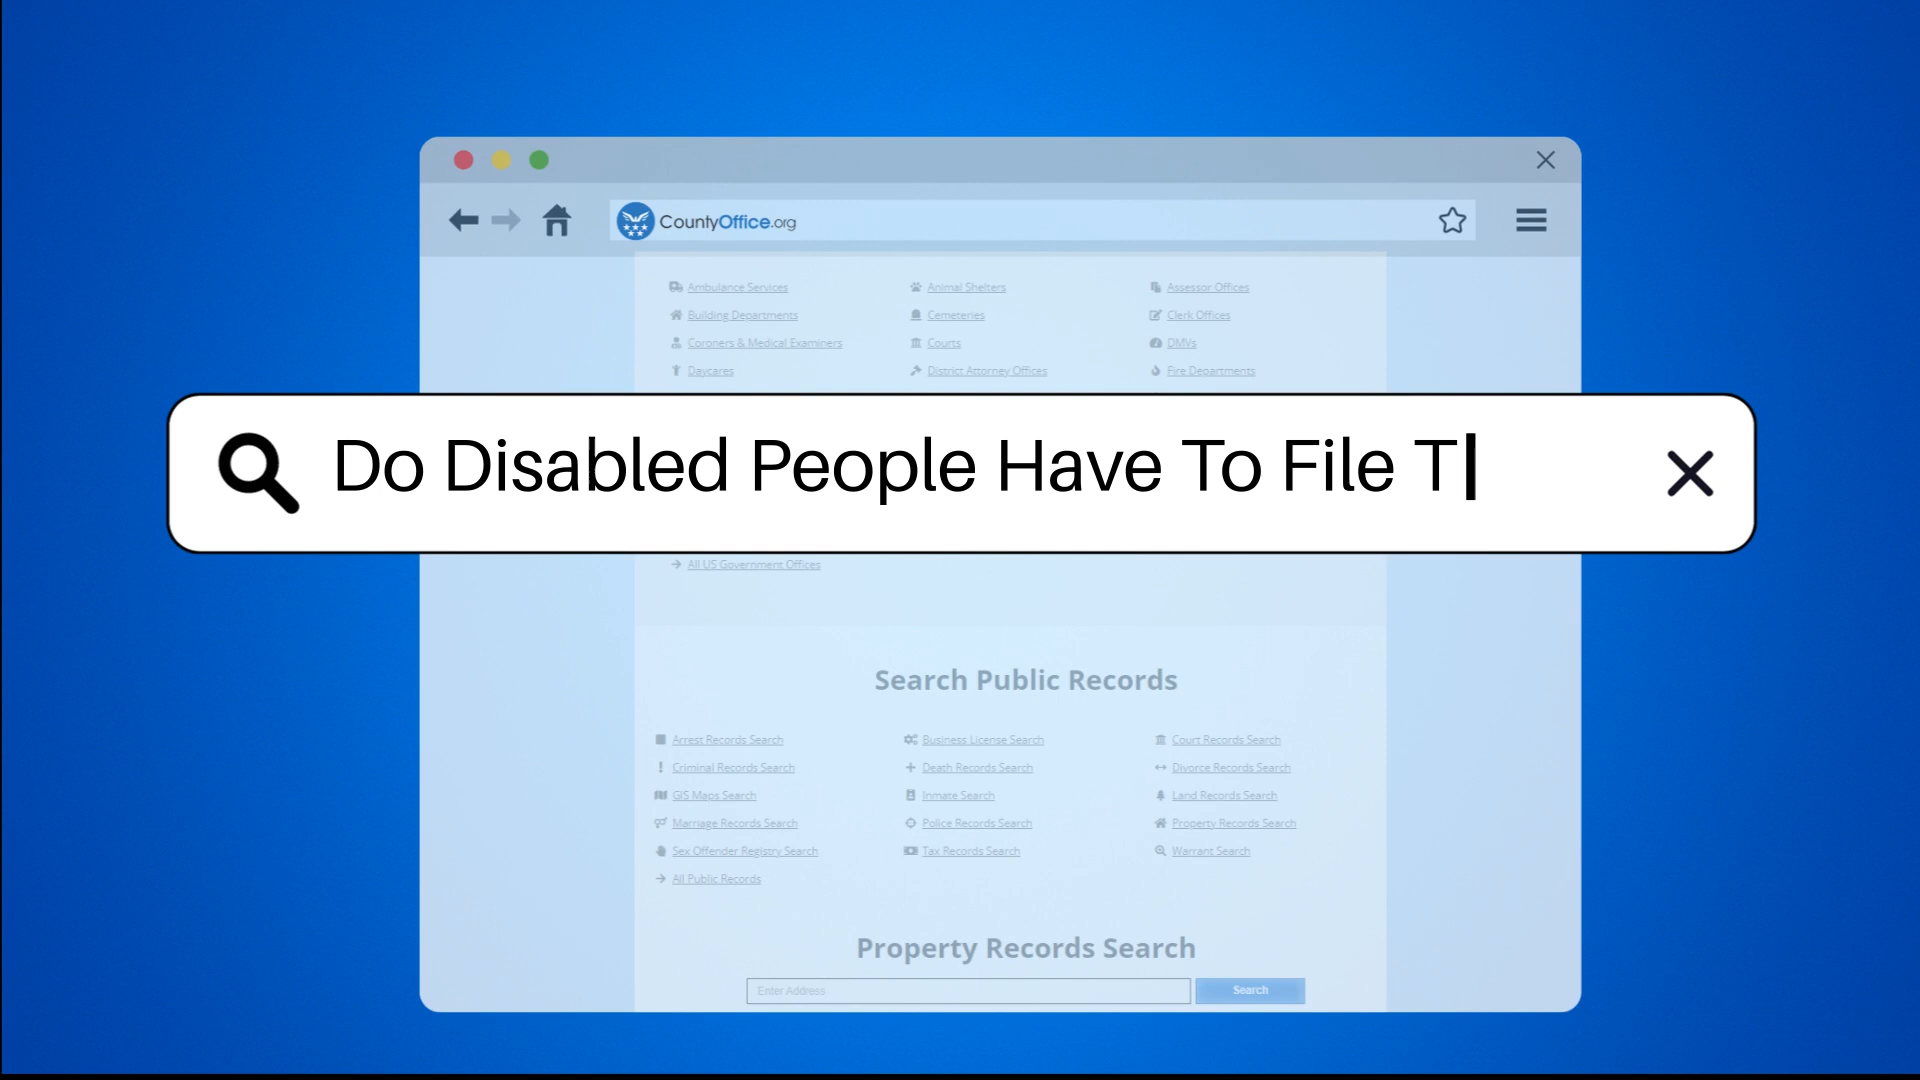 CountyOffice.org
Ambulance Services Animal Shelters Assessor Offices
Building Departments Cemeteries Clerk Offices
Coroners & Medical Examiners Courts DMVs
Daycares District Attorney Offices Fire Departments
Do Disabled People Have To File T
All US Government Offices
Search Public Records
Arrest Records Search Business License Search Court Records Search
Criminal Records Search Death Records Search Divorce Records Search
GIS Maps Search Inmate Search Land Records Search
Marriage Records Search Police Records Search Property Records Search
Sex Offender Registry Search Tax Records Search Warrant Search
All Public Records
Property Records Search
Enter Address Search